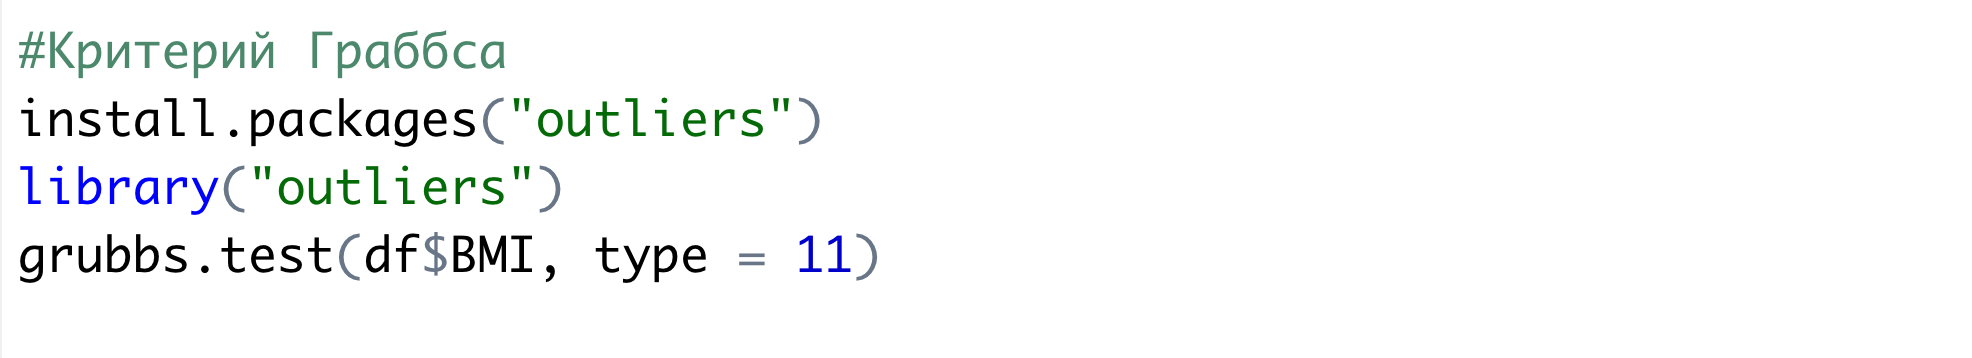 #Критерий Граббса
install.packages("outliers")
library("outliers")
grubbs.test(df$BMI, type = 11)